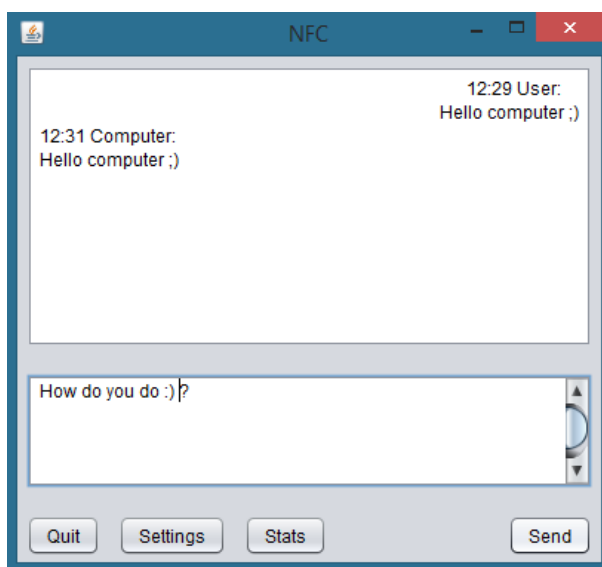 NFC
12:29 User:
Hello computer ;)
12:31 Computer:
Hello computer ;)
How do you do :) ?
Quit Settings Stats Send